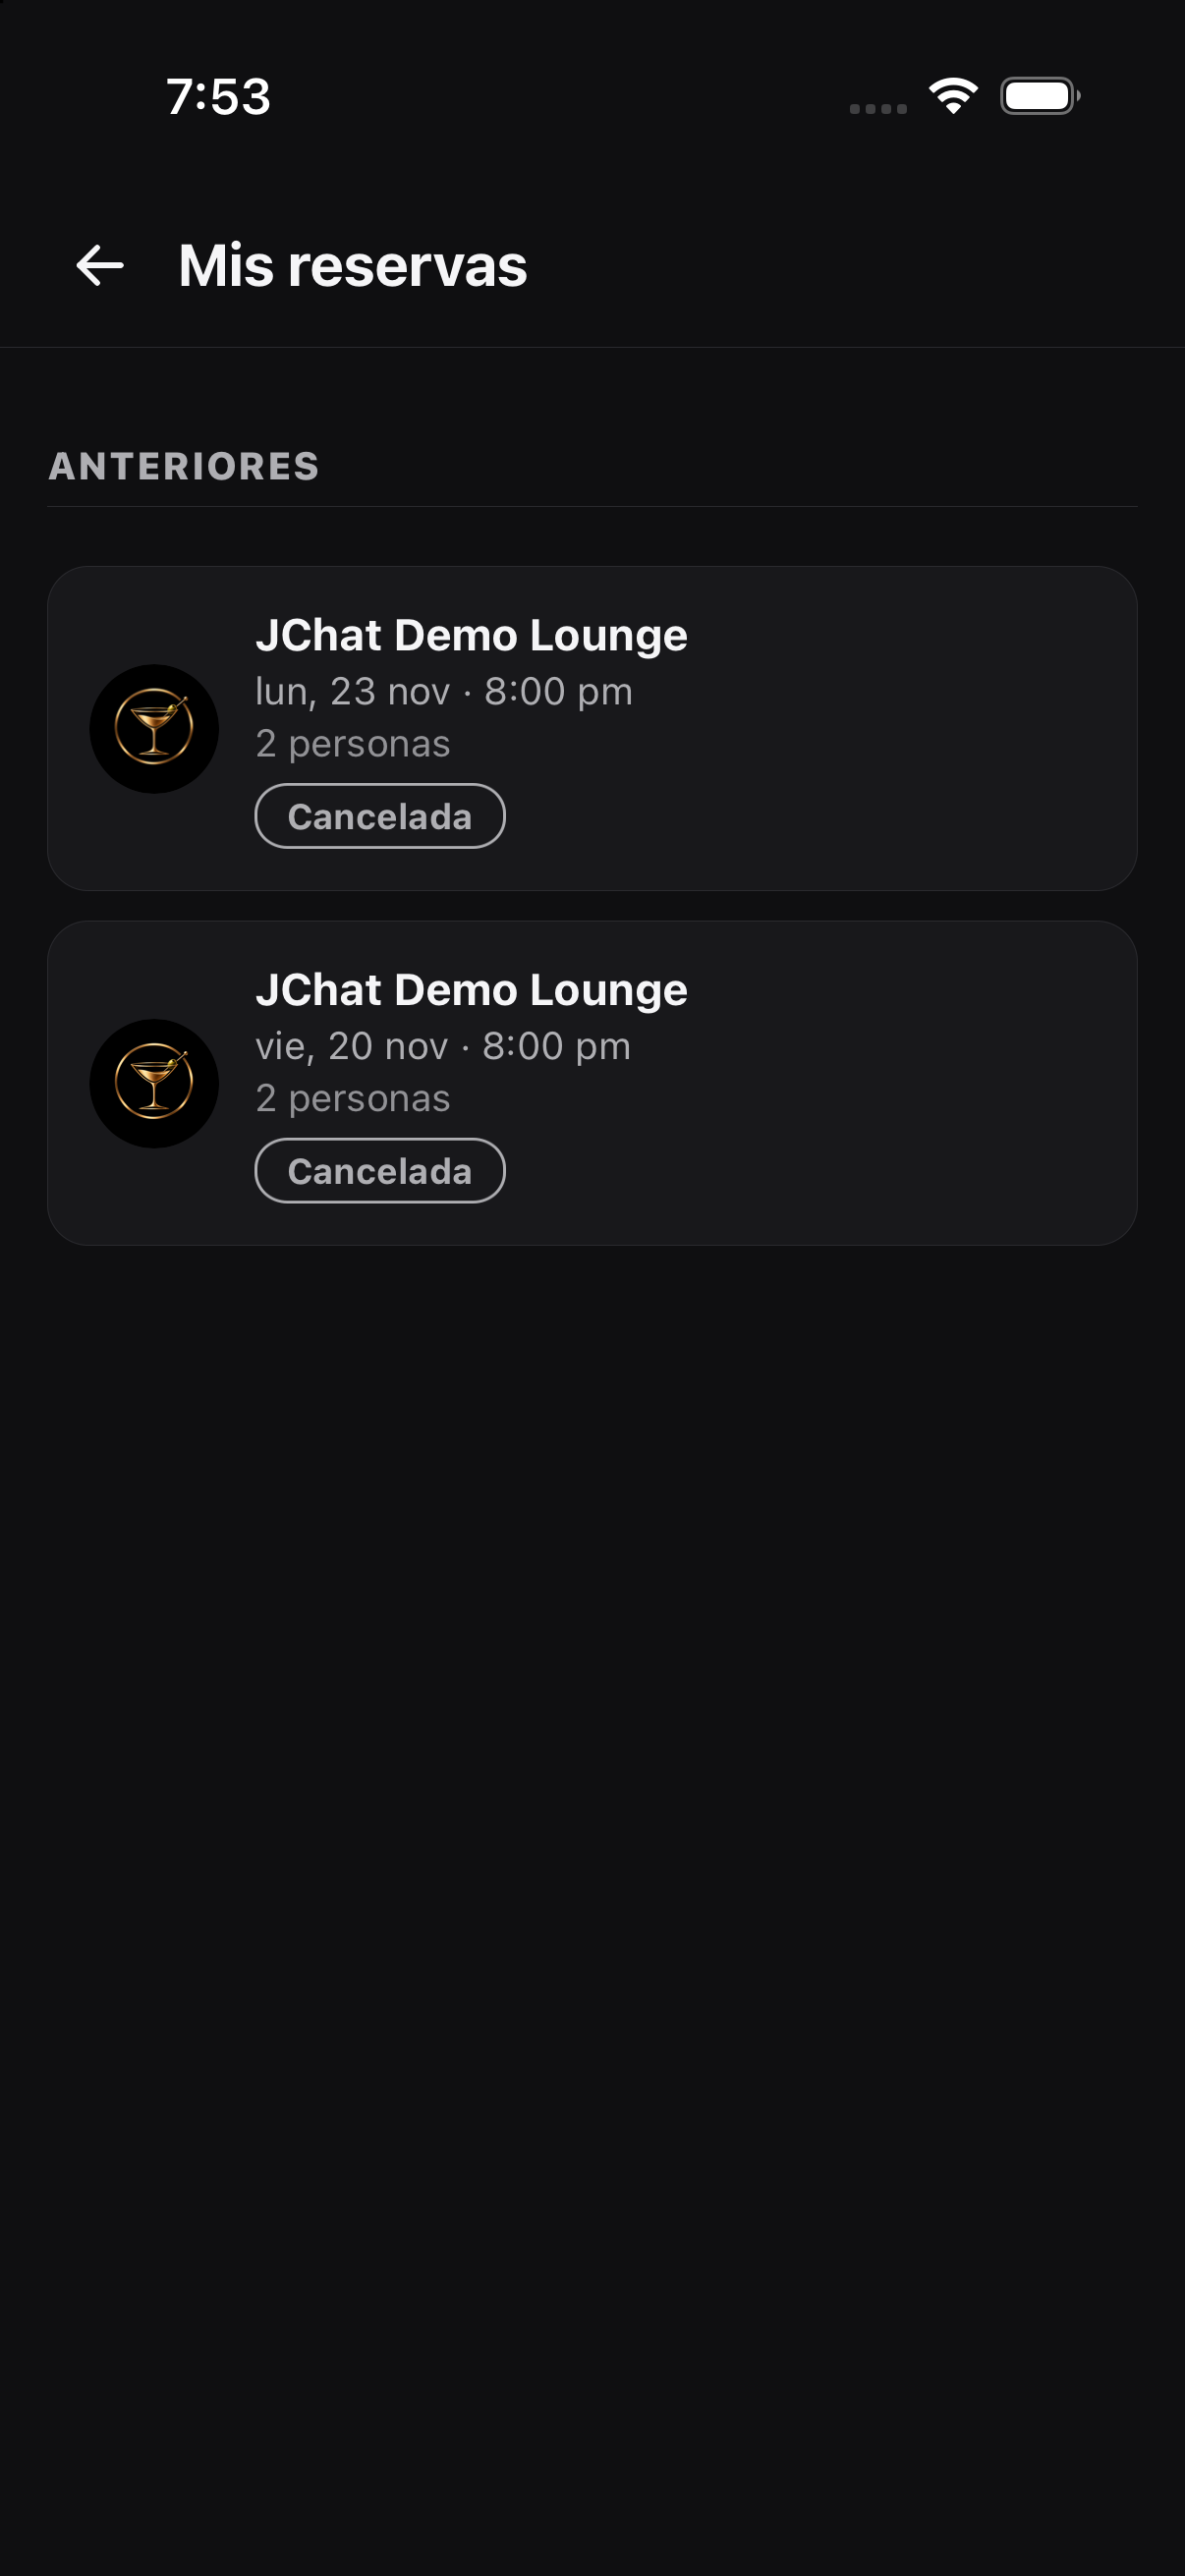 7:53
Mis reservas
ANTERIORES
JChat Demo Lounge
lun, 23 nov · 8:00 pm
2 personas
Cancelada
JChat Demo Lounge
vie, 20 nov · 8:00 pm
2 personas
Cancelada